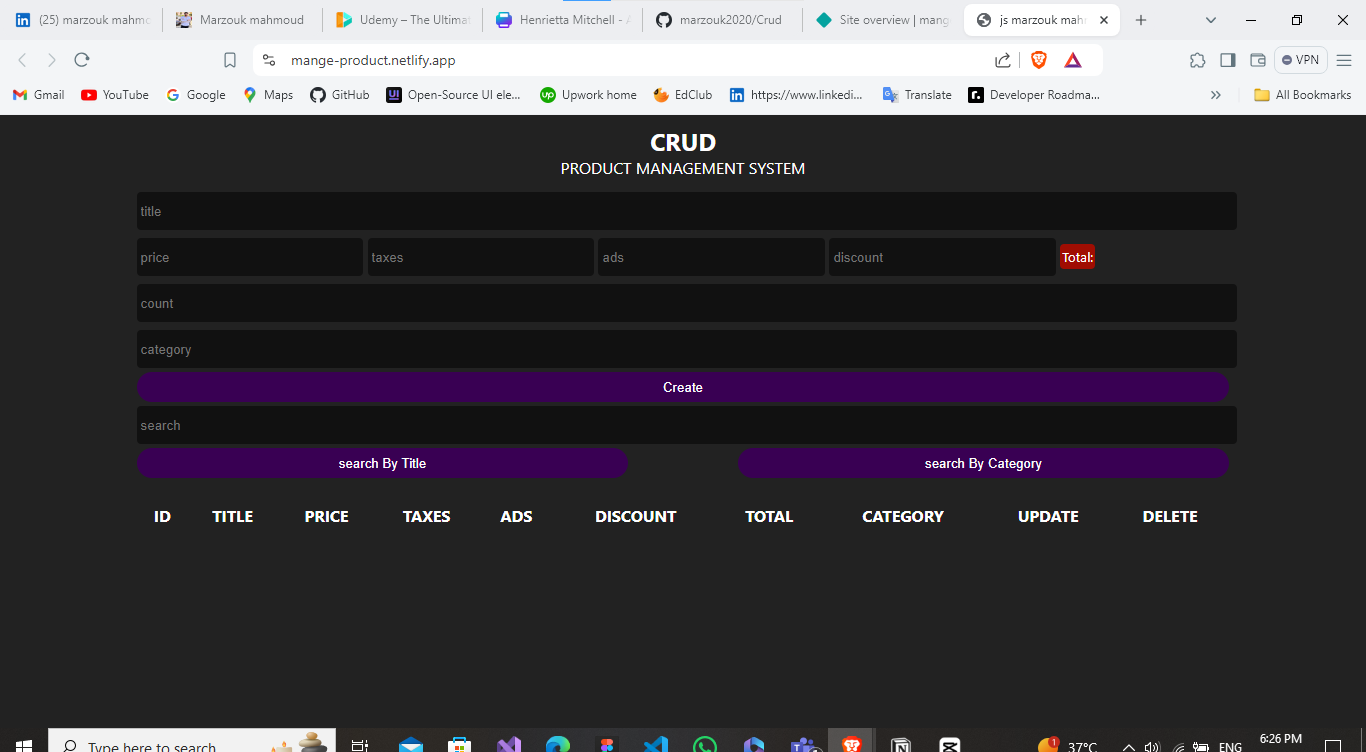 (25) marzouk mahmo
Marzouk mahmoud
Udemy – The Ultima
Henrietta Mitchell - A
marzouk2020/Crud
Site overview | mang
js marzouk mahm
mange-product.netlify.app
VPN
Gmail
YouTube
Google
Maps
GitHub
UI
Open-Source UI ele...
up
Upwork home
EdClub
https://www.linkedi...
Translate
r.
Developer Roadma...
All Bookmarks
CRUD
PRODUCT MANAGEMENT SYSTEM
title
price taxes ads discount Total:
count
category
Create
search
search By Title search By Category
ID TITLE PRICE TAXES ADS DISCOUNT TOTAL CATEGORY UPDATE DELETE
Type here to search
1
37°C
ENG
6:26 PM